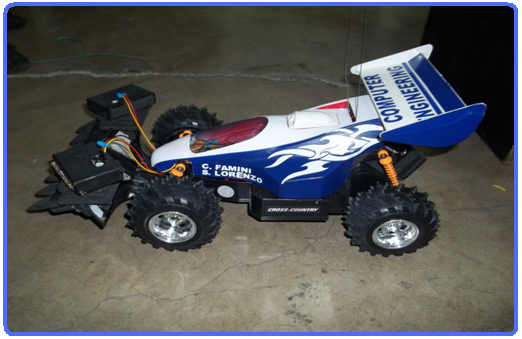 COMPUTER
ENGINEERING
C. FAMINI
S. LORENZO
CROSS-COUNTRY